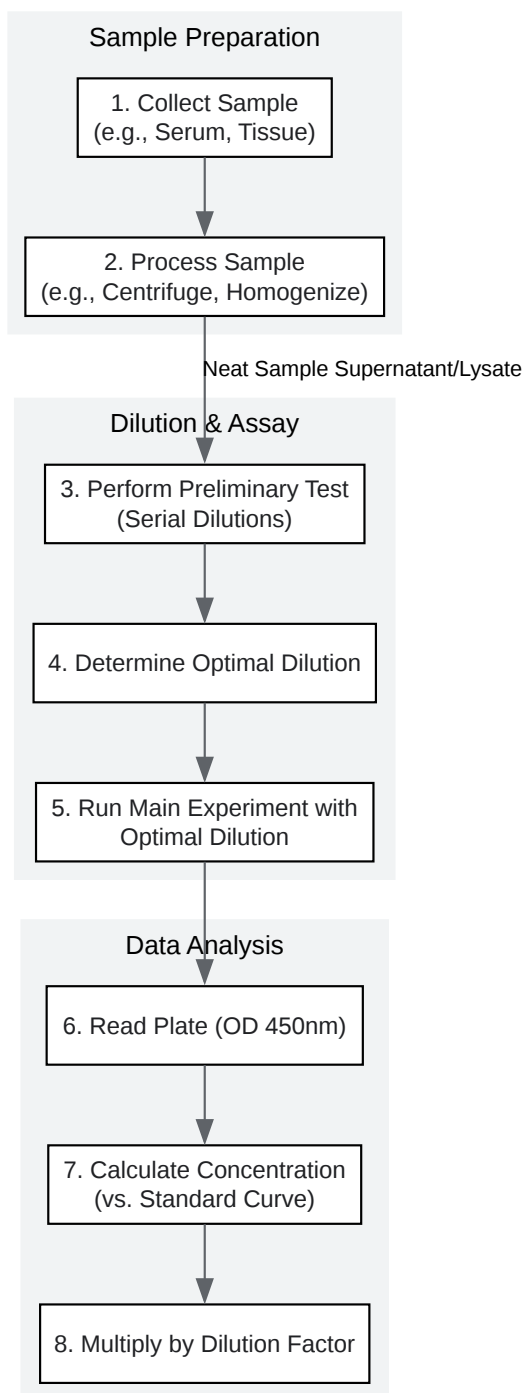 Sample Preparation
1. Collect Sample
(e.g., Serum, Tissue)
2. Process Sample
(e.g., Centrifuge, Homogenize)
Neat Sample Supernatant/Lysate
Dilution & Assay
3. Perform Preliminary Test
(Serial Dilutions)
4. Determine Optimal Dilution
5. Run Main Experiment with
Optimal Dilution
Data Analysis
6. Read Plate (OD 450nm)
7. Calculate Concentration
(vs. Standard Curve)
8. Multiply by Dilution Factor